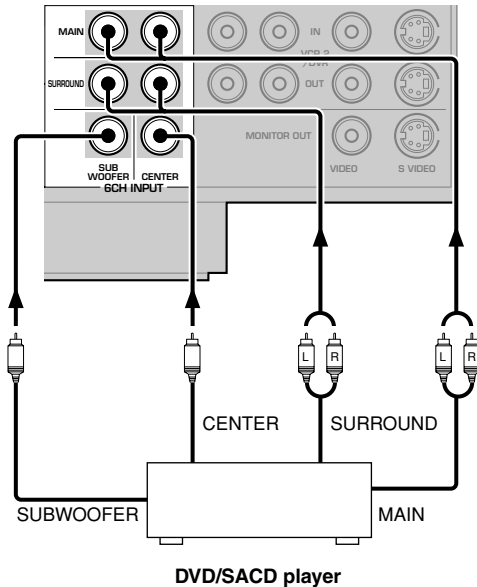 MAIN
IN
VCR 2
/DVR
SURROUND
OUT
MONITOR OUT
SUB
WOOFER
CENTER
VIDEO
S VIDEO
6CH INPUT
L
R
L
R
CENTER
SURROUND
SUBWOOFER
MAIN
DVD/SACD player